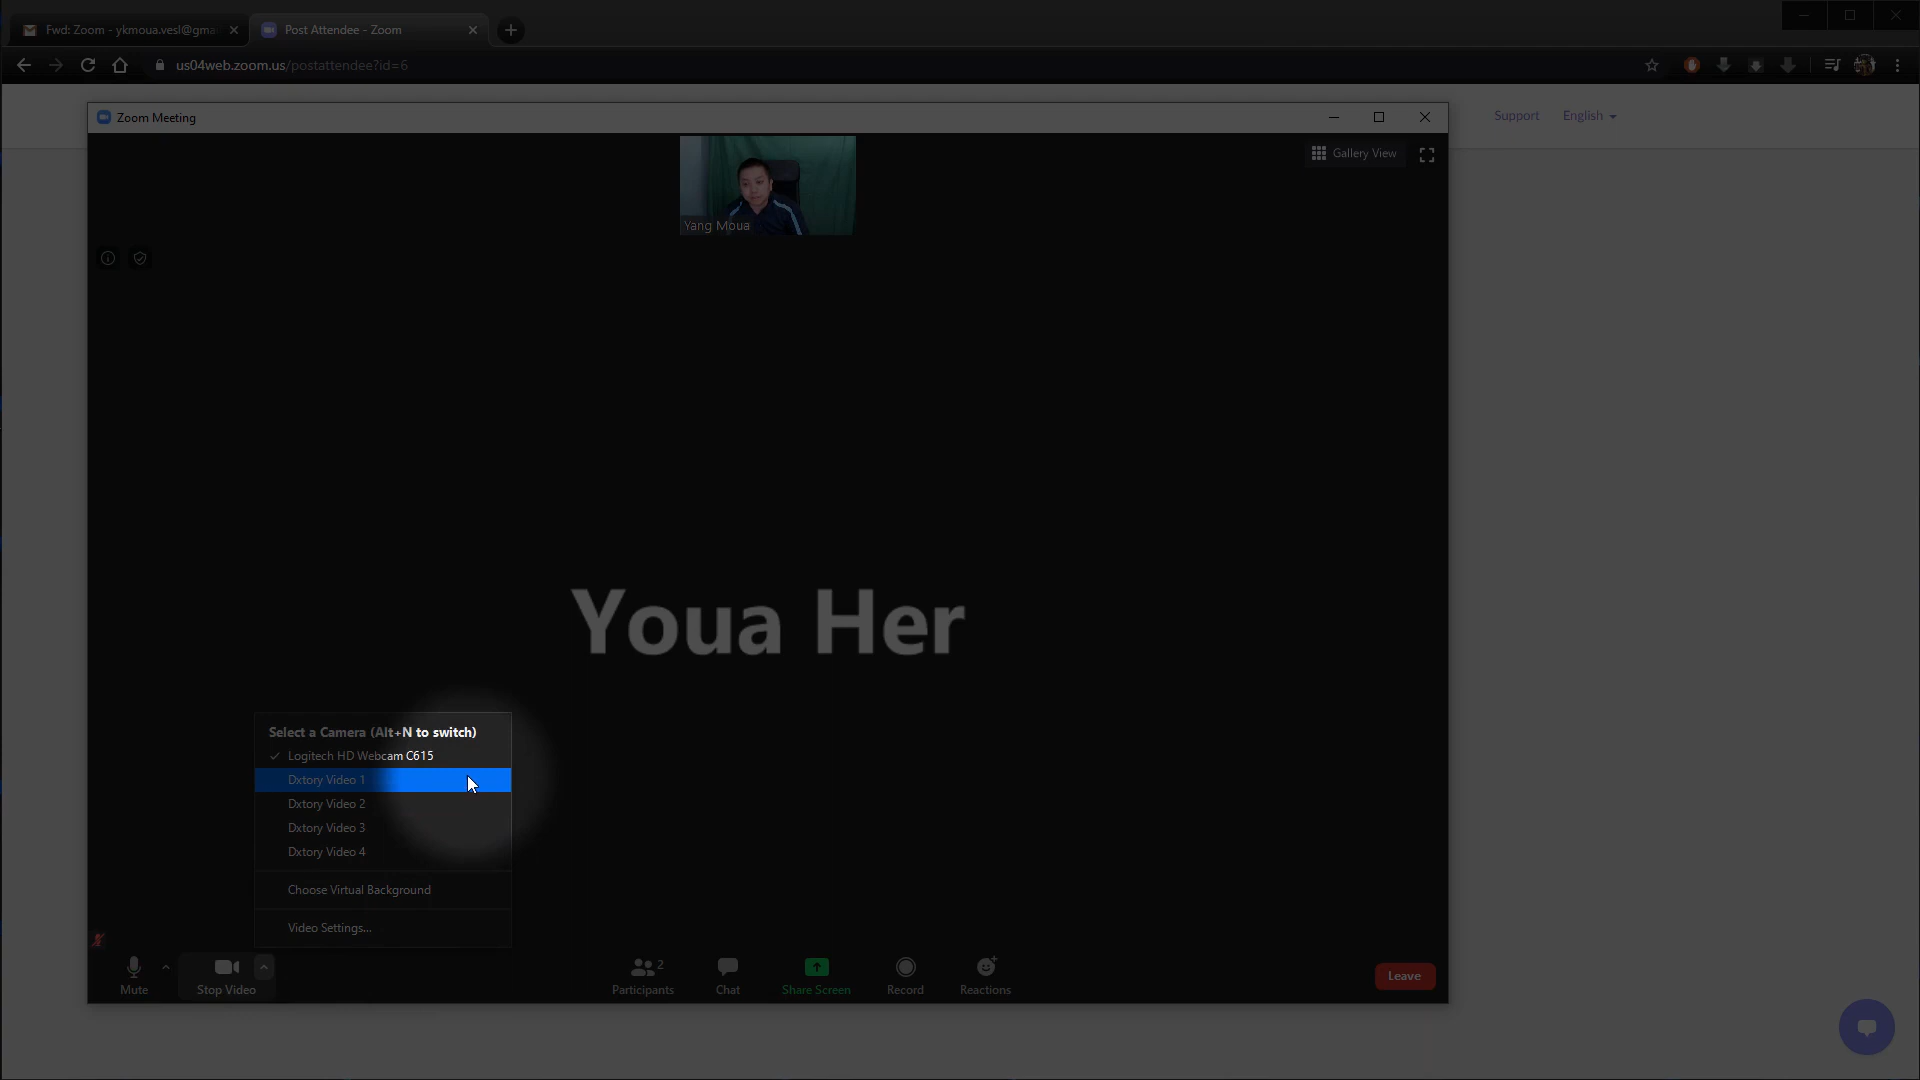 Fwd: Zoom - ykmoua.vesl@gma
Post Attendee - Zoom
us04web.zoom.us/postattendee?id=6
Support
English
Zoom Meeting
Gallery View
Yang Moua
Youa Her
Select a Camera (Alt+N to switch)
Logitech HD Webcam C615
Dxtory Video 1
Dxtory Video 2
Dxtory Video 3
Dxtory Video 4
Choose Virtual Background
Video Settings...
Mute
Stop Video
2
Participants
Chat
Share Screen
Record
Reactions
Leave